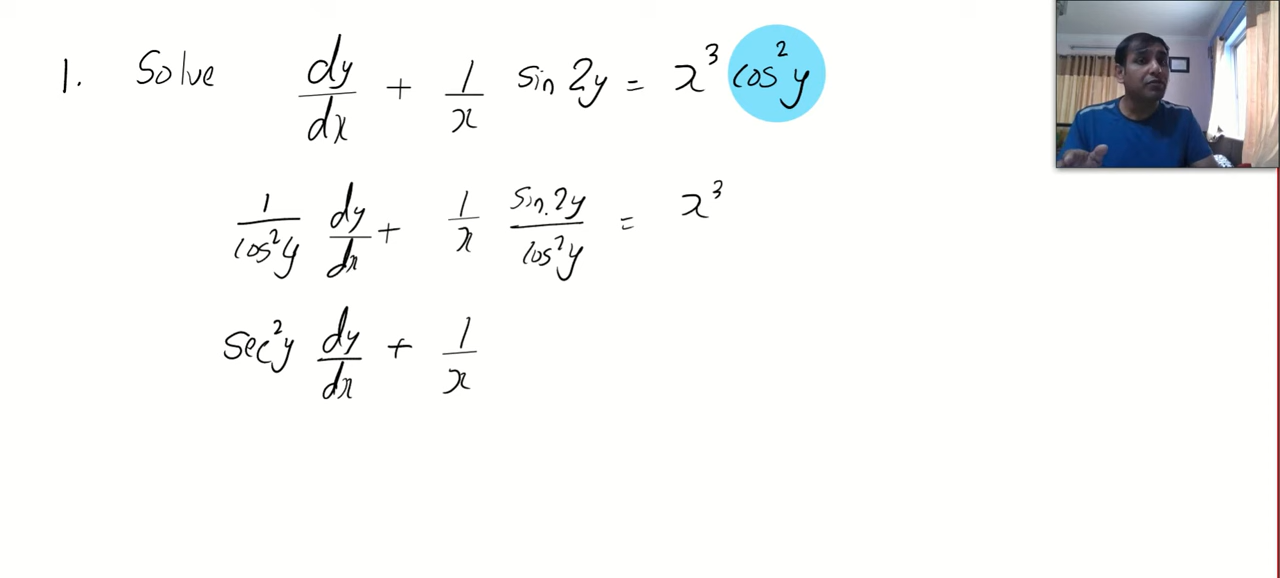 1. Solve dy/dx + 1/x sin 2y = x³ cos²y
1/cos²y dy/dx + 1/x sin 2y/cos²y = x³
sec²y dy/dx + 1/x